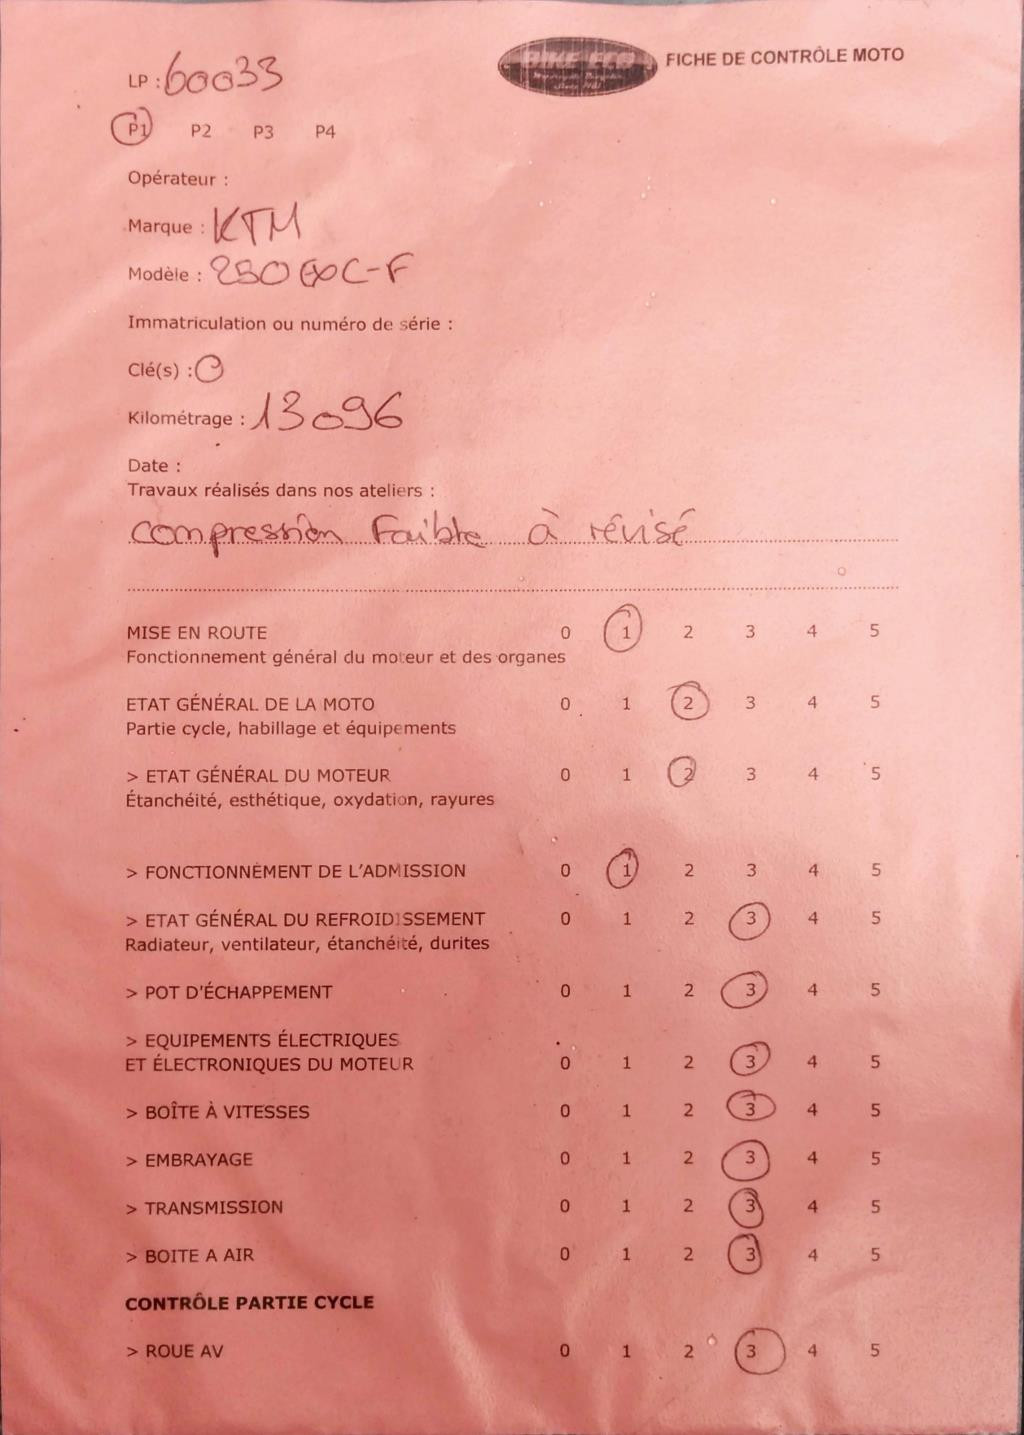 LP : 60033
BIKE ECO
FICHE DE CONTRÔLE MOTO
P1 P2 P3 P4
Opérateur :
Marque : KTM
Modèle : 250 EXC-F
Immatriculation ou numéro de série :
Clé(s) : 0
Kilométrage : 13096
Date :
Travaux réalisés dans nos ateliers :
compression faible à révisé
MISE EN ROUTE 0 1 2 3 4 5
Fonctionnement général du moteur et des organes
ETAT GÉNÉRAL DE LA MOTO 0 1 2 3 4 5
Partie cycle, habillage et équipements
> ETAT GÉNÉRAL DU MOTEUR 0 1 2 3 4 5
Étanchéité, esthétique, oxydation, rayures
> FONCTIONNEMENT DE L'ADMISSION 0 1 2 3 4 5
> ETAT GÉNÉRAL DU REFROIDISSEMENT 0 1 2 3 4 5
Radiateur, ventilateur, étanchéité, durites
> POT D'ÉCHAPPEMENT 0 1 2 3 4 5
> EQUIPEMENTS ÉLECTRIQUES
ET ÉLECTRONIQUES DU MOTEUR 0 1 2 3 4 5
> BOÎTE À VITESSES 0 1 2 3 4 5
> EMBRAYAGE 0 1 2 3 4 5
> TRANSMISSION 0 1 2 3 4 5
> BOITE A AIR 0 1 2 3 4 5
CONTRÔLE PARTIE CYCLE
> ROUE AV 0 1 2 3 4 5